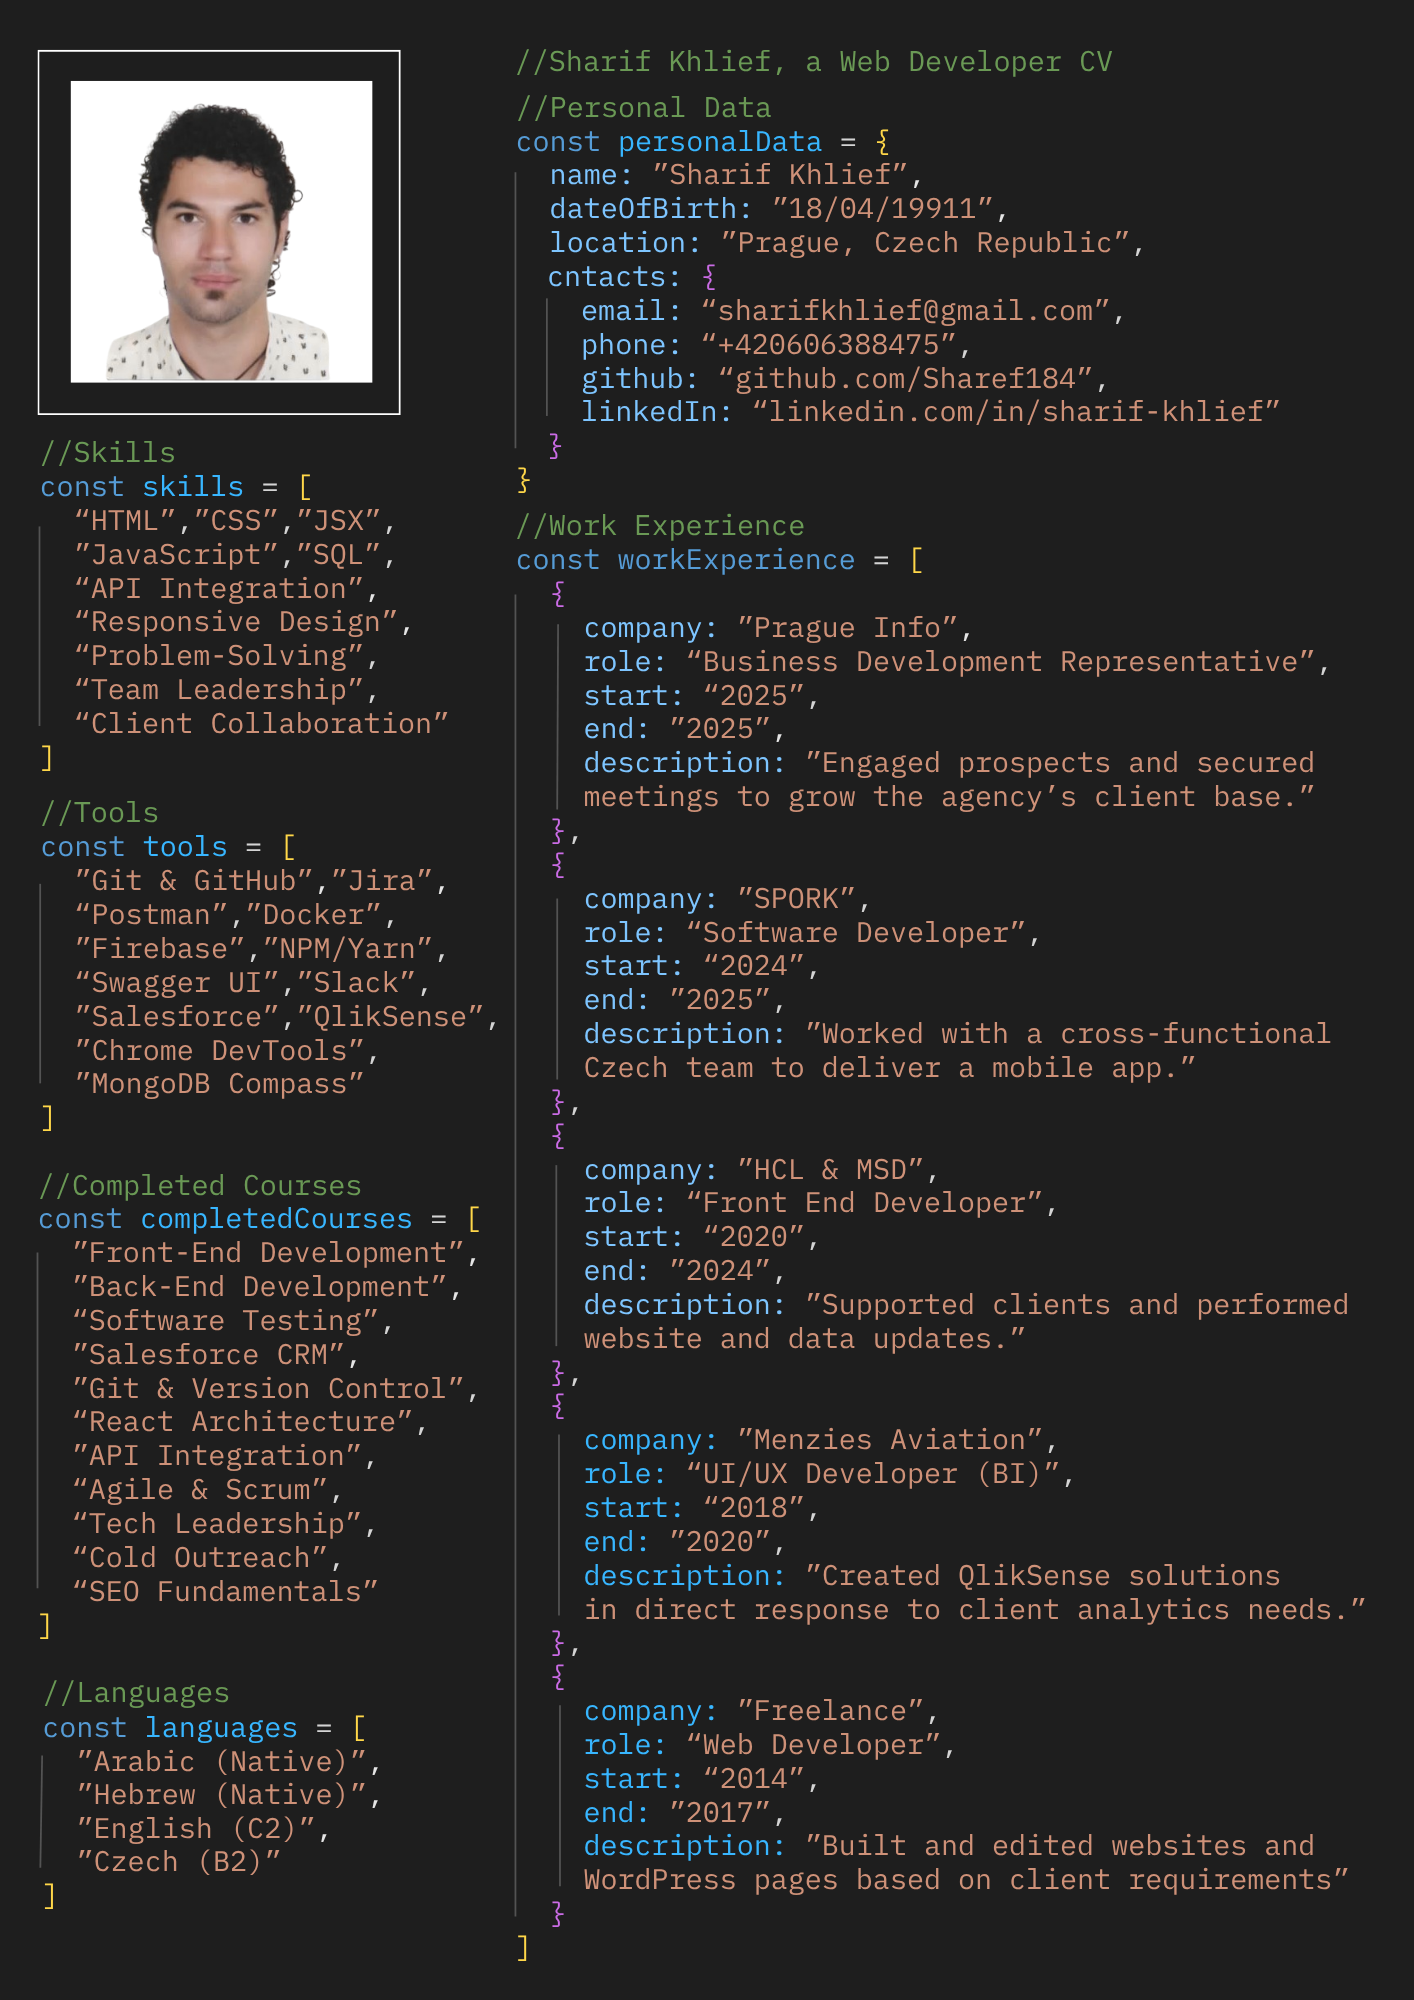 //Sharif Khlief, a Web Developer CV
//Personal Data
const personalData = {
name: ”Sharif Khlief”,
dateOfBirth: ”18/04/19911”,
location: ”Prague, Czech Republic”,
cntacts: {
email: “sharifkhlief@gmail.com”,
phone: “+420606388475”,
github: “github.com/Sharef184”,
linkedIn: “linkedin.com/in/sharif-khlief”
}
}
//Skills
const skills = [
“HTML”,”CSS”,”JSX”,
”JavaScript”,”SQL”,
“API Integration”,
“Responsive Design”,
“Problem-Solving”,
“Team Leadership”,
“Client Collaboration”
]
//Tools
const tools = [
”Git & GitHub”,”Jira”,
“Postman”,”Docker”,
”Firebase”,”NPM/Yarn”,
“Swagger UI”,”Slack”,
”Salesforce”,”QlikSense”,
”Chrome DevTools”,
”MongoDB Compass”
]
//Completed Courses
const completedCourses = [
”Front-End Development”,
”Back-End Development”,
“Software Testing”,
”Salesforce CRM”,
”Git & Version Control”,
“React Architecture”,
”API Integration”,
“Agile & Scrum”,
“Tech Leadership”,
“Cold Outreach”,
“SEO Fundamentals”
]
//Languages
const languages = [
”Arabic (Native)”,
”Hebrew (Native)”,
”English (C2)”,
”Czech (B2)”
]
//Work Experience
const workExperience = [
{
company: ”Prague Info”,
role: “Business Development Representative”,
start: “2025”,
end: ”2025”,
description: ”Engaged prospects and secured
meetings to grow the agency’s client base.”
},
{
company: ”SPORK”,
role: “Software Developer”,
start: “2024”,
end: ”2025”,
description: ”Worked with a cross-functional
Czech team to deliver a mobile app.”
},
{
company: ”HCL & MSD”,
role: “Front End Developer”,
start: “2020”,
end: ”2024”,
description: ”Supported clients and performed
website and data updates.”
},
{
company: ”Menzies Aviation”,
role: “UI/UX Developer (BI)”,
start: “2018”,
end: ”2020”,
description: ”Created QlikSense solutions
in direct response to client analytics needs.”
},
{
company: ”Freelance”,
role: “Web Developer”,
start: “2014”,
end: ”2017”,
description: ”Built and edited websites and
WordPress pages based on client requirements”
}
]